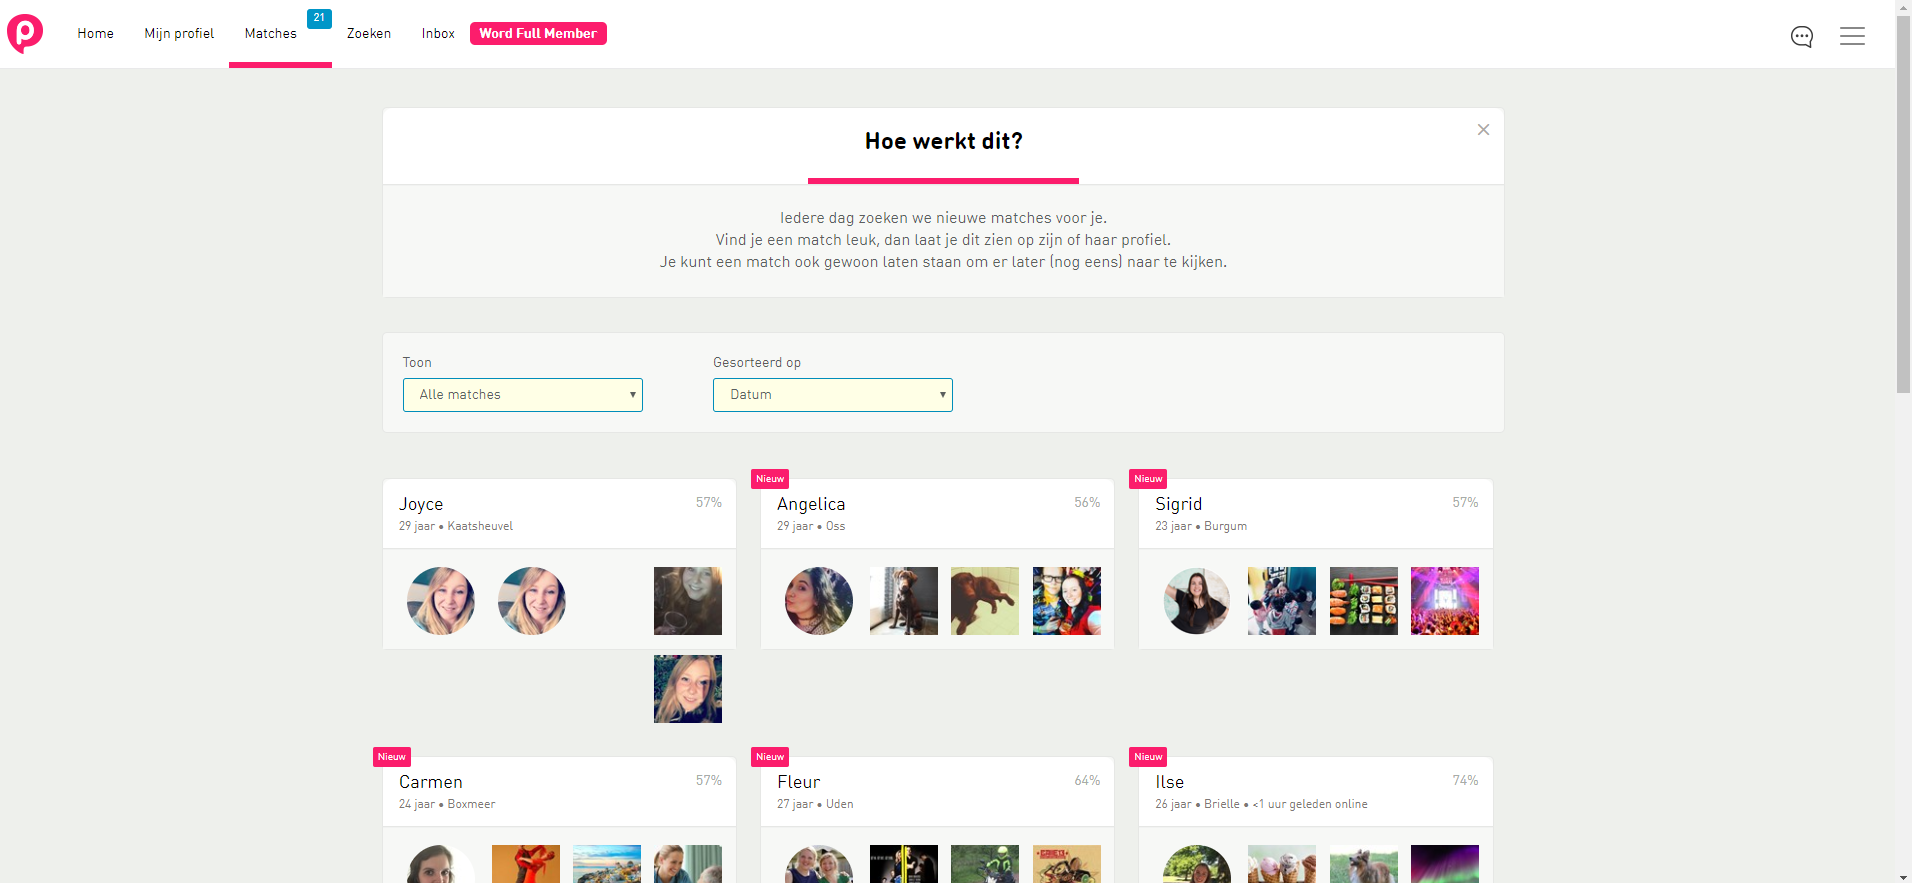 Home
Mijn profiel
Matches
21
Zoeken
Inbox
Word Full Member
Hoe werkt dit?
Iedere dag zoeken we nieuwe matches voor je.
Vind je een match leuk, dan laat je dit zien op zijn of haar profiel.
Je kunt een match ook gewoon laten staan om er later (nog eens) naar te kijken.
Toon
Alle matches
Gesorteerd op
Datum
Joyce
57%
29 jaar • Kaatsheuvel
Nieuw
Angelica
56%
29 jaar • Oss
Nieuw
Sigrid
57%
23 jaar • Burgum
Nieuw
Carmen
57%
24 jaar • Boxmeer
Nieuw
Fleur
64%
27 jaar • Uden
Nieuw
Ilse
74%
26 jaar • Brielle • <1 uur geleden online